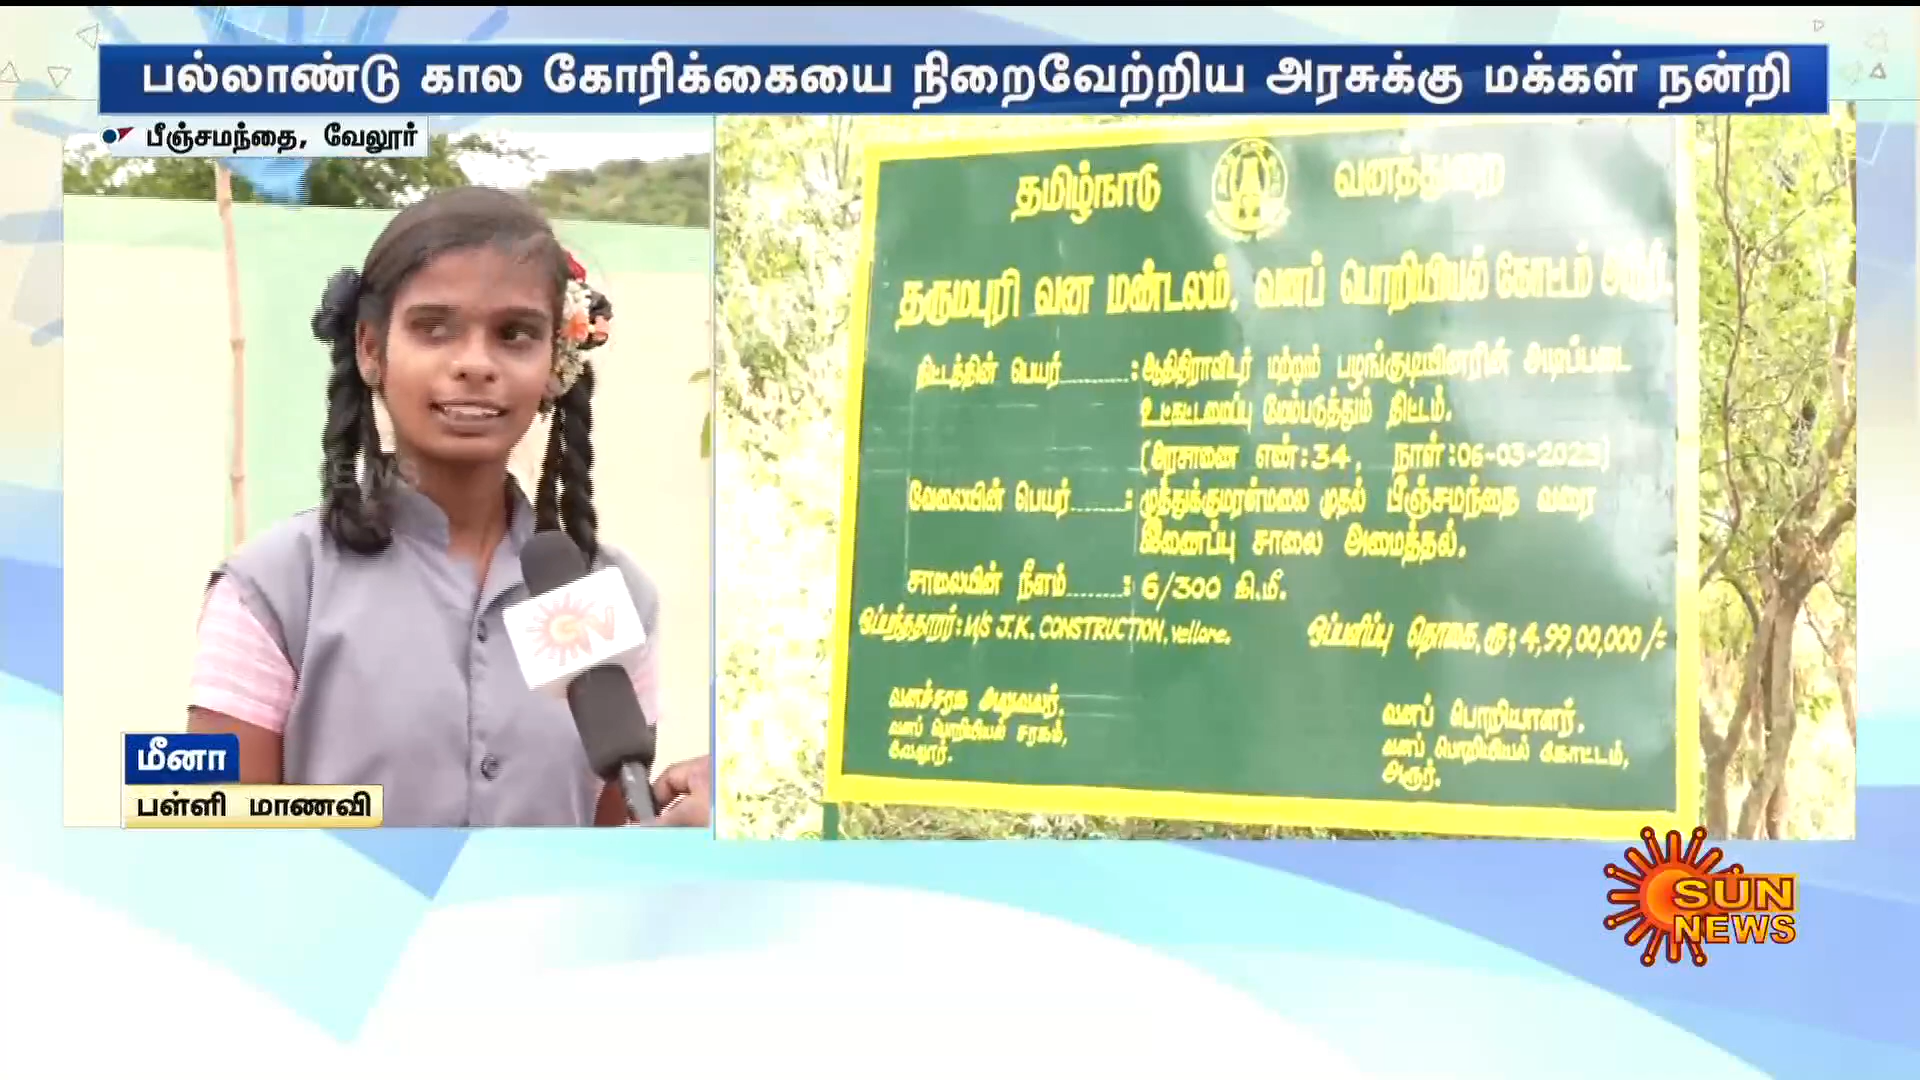 பல்லாண்டு கால கோரிக்கையை நிறைவேற்றிய அரசுக்கு மக்கள் நன்றி
பீஞ்சமந்தை, வேலூர்
தமிழ்நாடு வனத்துறை
தருமபுரி வன மண்டலம், வனப் பொறியியல் கோட்டம்
திட்டத்தின் பெயர்.........: ஆதிதிராவிடர் மற்றும் பழங்குடியினரின் அடிப்படை
உட்கட்டமைப்பு மேம்படுத்தும் திட்டம்.
(அரசாணை எண்:34, நாள்:06-03-2023)
வேலையின் பெயர்.......: முத்துக்குமரன்மலை முதல் பீஞ்சமந்தை வரை
இணைப்பு சாலை அமைத்தல்.
சாலையின் நீளம்........: 6/300 கி.மீ.
ஒப்பந்ததாரர்: M/S J.K. CONSTRUCTION, vellore. ஒப்பளிப்பு தொகை.ரூ; 4,99,00,000/-
வனச்சரக அலுவலர்.
வனப் பொறியியல் சரகம்,
வேலூர்.
வனப் பொறியாளர்.
வனப் பொறியியல் கோட்டம்,
அரூர்.
மீனா
பள்ளி மாணவி
SUN
NEWS